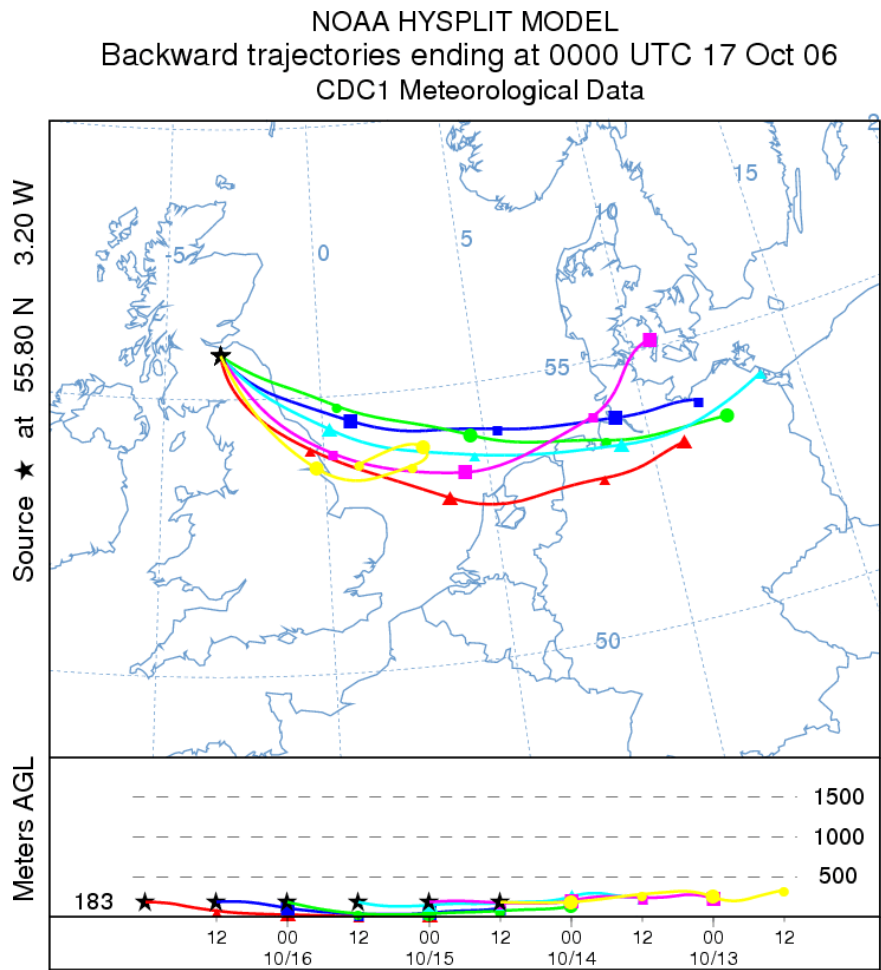 NOAA HYSPLIT MODEL
Backward trajectories ending at 0000 UTC 17 Oct 06
CDC1 Meteorological Data
Source ★ at 55.80 N 3.20 W
2
15
10
5
0
-5
55
50
Meters AGL
1500
1000
500
183
12 00 12 00 12 00 12 00 12
10/16 10/15 10/14 10/13